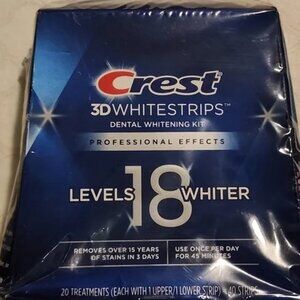 Crest
3DWHITESTRIPS™
DENTAL WHITENING KIT
PROFESSIONAL EFFECTS
LEVELS 18 WHITER
REMOVES OVER 15 YEARS
OF STAINS IN 3 DAYS
USE ONCE PER DAY
FOR 45 MINUTES
20 TREATMENTS (EACH WITH 1 UPPER/1 LOWER STRIP) = 40 STRIPS